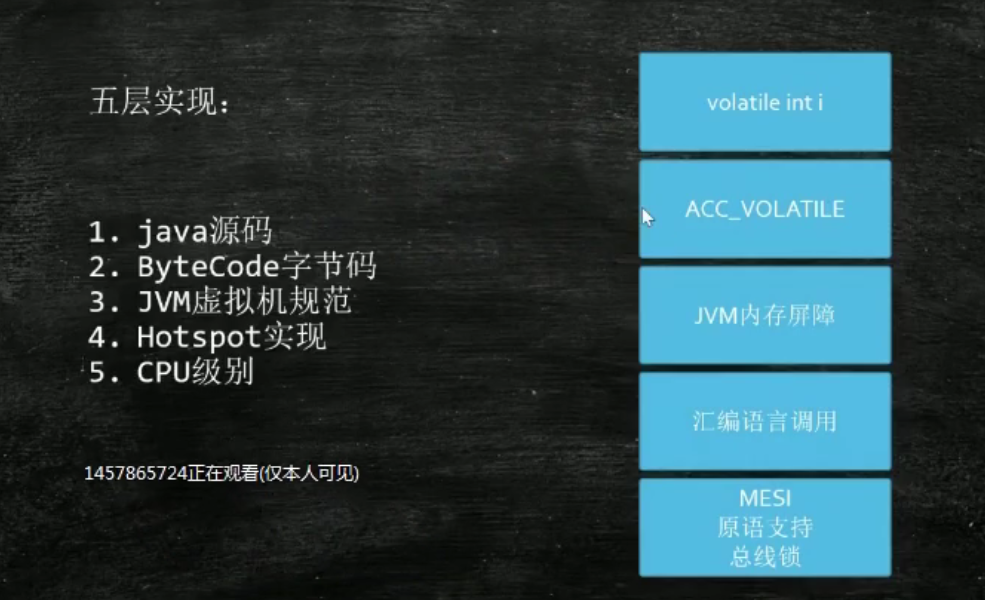 五层实现：
1. java源码
2. ByteCode字节码
3. JVM虚拟机规范
4. Hotspot实现
5. CPU级别
1457865724正在观看(仅本人可见)
volatile int i
ACC_VOLATILE
JVM内存屏障
汇编语言调用
MESI
原语支持
总线锁